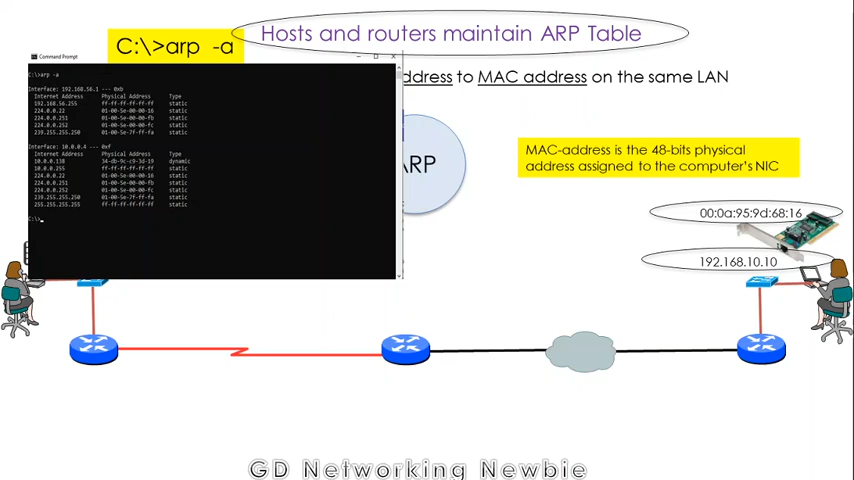 Hosts and routers maintain ARP Table
C:\>arp -a
ddress to MAC address on the same LAN
Command Prompt
C:\>arp -a
Interface: 192.168.56.1 --- 0xb
Internet Address Physical Address Type
192.168.56.255 ff-ff-ff-ff-ff-ff static
224.0.0.22 01-00-5e-00-00-16 static
224.0.0.251 01-00-5e-00-00-fb static
224.0.0.252 01-00-5e-00-00-fc static
239.255.255.250 01-00-5e-7f-ff-fa static
Interface: 10.0.0.4 --- 0xf
Internet Address Physical Address Type
10.0.0.138 34-db-9c-c9-3d-19 dynamic
10.0.0.255 ff-ff-ff-ff-ff-ff static
224.0.0.22 01-00-5e-00-00-16 static
224.0.0.251 01-00-5e-00-00-fb static
224.0.0.252 01-00-5e-00-00-fc static
239.255.255.250 01-00-5e-7f-ff-fa static
255.255.255.255 ff-ff-ff-ff-ff-ff static
C:\>
RP
MAC-address is the 48-bits physical
address assigned to the computer's NIC
00:0a:95:9d:68:16
192.168.10.10
GD Networking Newbie